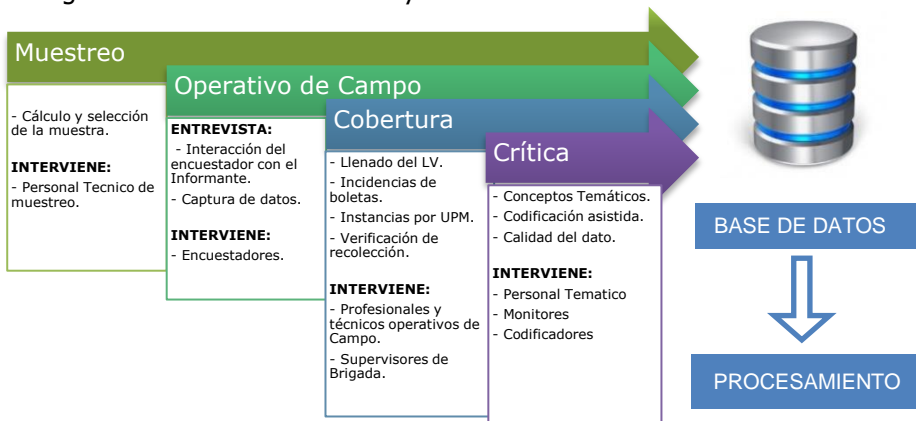 Muestreo
- Cálculo y selección
de la muestra.
INTERVIENE:
- Personal Tecnico de
muestreo.
Operativo de Campo
ENTREVISTA:
- Interacción del
encuestador con el
Informante.
- Captura de datos.
INTERVIENE:
- Encuestadores.
Cobertura
- Llenado del LV.
- Incidencias de
boletas.
- Instancias por UPM.
- Verificación de
recolección.
INTERVIENE:
- Profesionales y
técnicos operativos de
Campo.
- Supervisores de
Brigada.
Crítica
- Conceptos Temáticos.
- Codificación asistida.
- Calidad del dato.
INTERVIENE:
- Personal Tematico
- Monitores
- Codificadores
BASE DE DATOS
PROCESAMIENTO